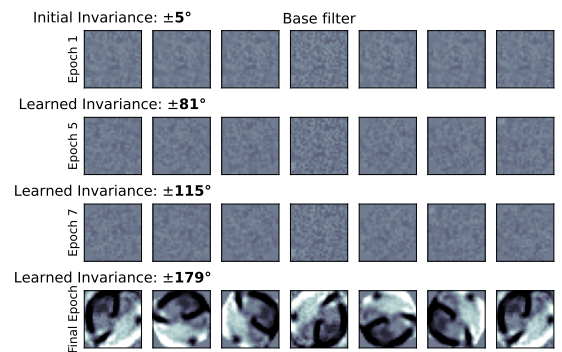 Initial Invariance: ±5°
Base filter
Epoch 1
Learned Invariance: ±81°
Epoch 5
Learned Invariance: ±115°
Epoch 7
Learned Invariance: ±179°
Final Epoch